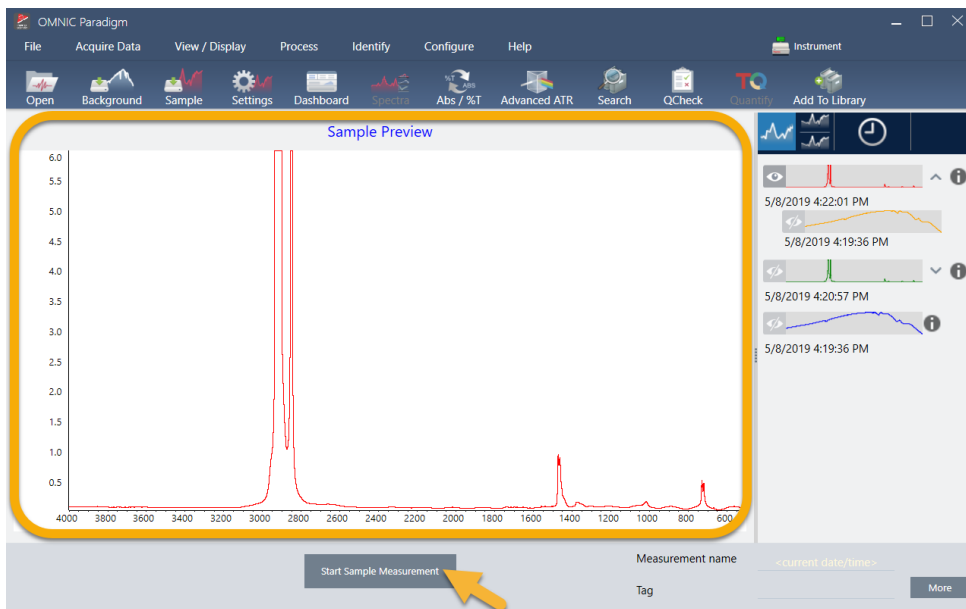 OMNIC Paradigm
File Acquire Data View / Display Process Identify Configure Help Instrument
%T ABS TQ
Open Background Sample Settings Dashboard Spectra Abs / %T Advanced ATR Search QCheck Quantify Add To Library
Sample Preview
6.0
5.5
5.0
4.5
4.0
3.5
3.0
2.5
2.0
1.5
1.0
0.5
4000 3800 3600 3400 3200 3000 2800 2600 2400 2200 2000 1800 1600 1400 1200 1000 800 600
5/8/2019 4:22:01 PM
5/8/2019 4:19:36 PM
5/8/2019 4:20:57 PM
5/8/2019 4:19:36 PM
Start Sample Measurement
Measurement name <current date/time>
Tag
More